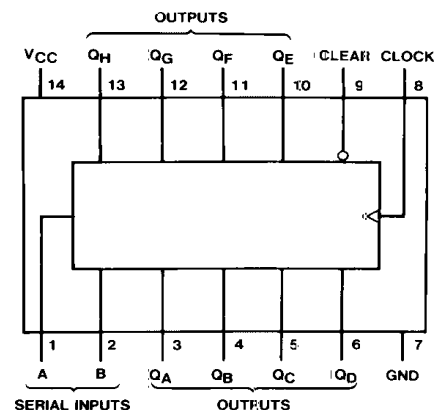 OUTPUTS
VCC QH QG QF QE CLEAR CLOCK
14 13 12 11 10 9 8
1 2 3 4 5 6 7
A B QA QB QC QD GND
SERIAL INPUTS OUTPUTS